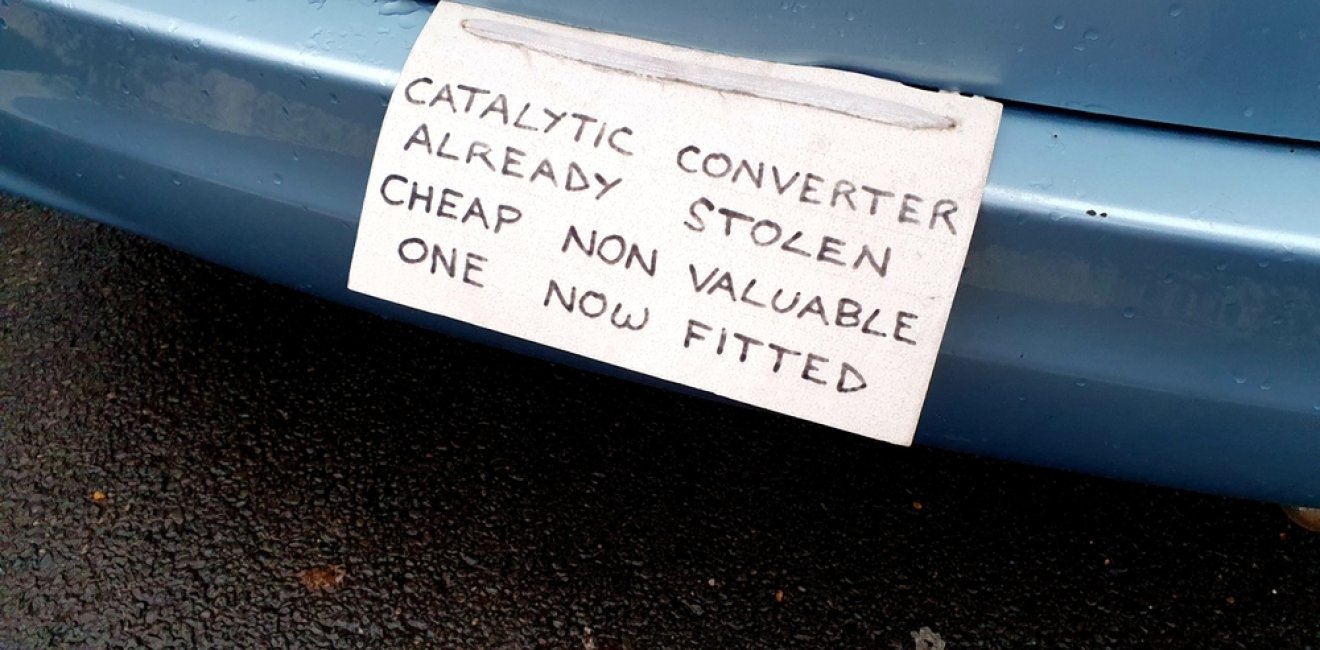 CATALYTIC CONVERTER
ALREADY STOLEN
CHEAP NON VALUABLE
ONE NOW FITTED